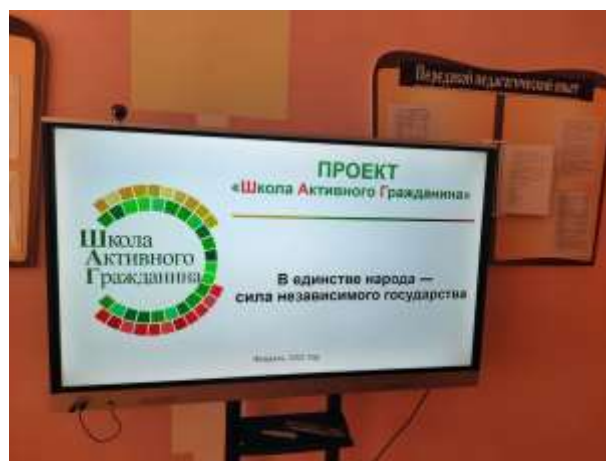 Передовой педагогический опыт
ПРОЕКТ
«Школа Активного Гражданина»
Школа
Активного
Гражданина
В единстве народа —
сила независимого государства